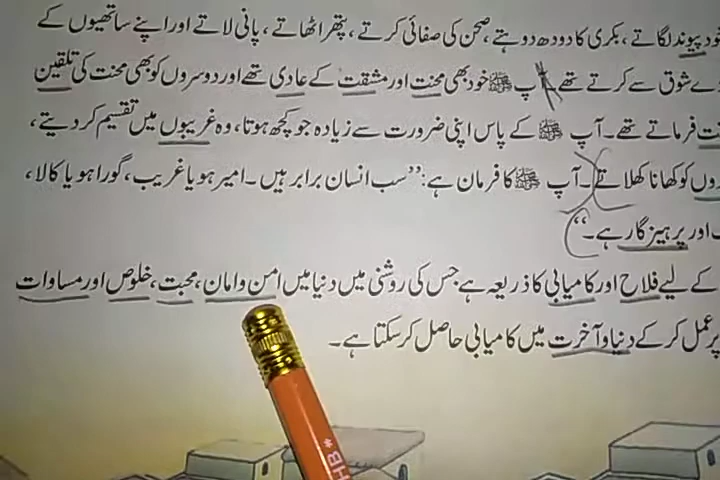 پیوند لگاتے، بکری کا دودھ دوہتے، صحن کی صفائی کرتے، پتھر اٹھاتے، پانی لاتے اور اپنے ساتھیوں کے
شوق سے کرتے تھے۔ آپ ﷺ خود بھی محنت اور مشقت کے عادی تھے اور دوسروں کو بھی محنت کی تلقین
فرماتے تھے۔ آپ ﷺ کے پاس اپنی ضرورت سے زیادہ جو کچھ ہوتا، وہ غریبوں میں تقسیم کر دیتے،
کو کھانا کھلاتے۔ آپ ﷺ کا فرمان ہے: ”سب انسان برابر ہیں۔ امیر ہو یا غریب، گورا ہو یا کالا،
اور پرہیز گار ہے۔“
کے لیے فلاح اور کامیابی کا ذریعہ ہے جس کی روشنی میں دنیا میں امن و امان، محبت، خلوص اور مساوات
پر عمل کر کے دنیا و آخرت میں کامیابی حاصل کر سکتا ہے۔
HB*